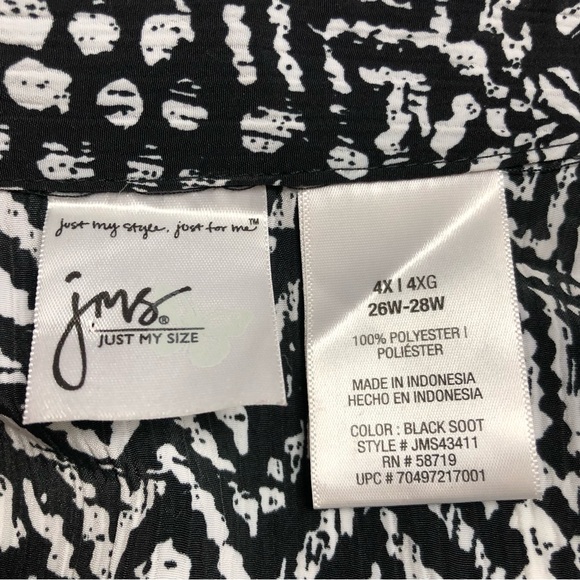 just my style. just for me™
jms®
JUST MY SIZE
4X | 4XG
26W-28W
100% POLYESTER |
POLIÉSTER
MADE IN INDONESIA
HECHO EN INDONESIA
COLOR : BLACK SOOT
STYLE # JMS43411
RN # 58719
UPC # 70497217001